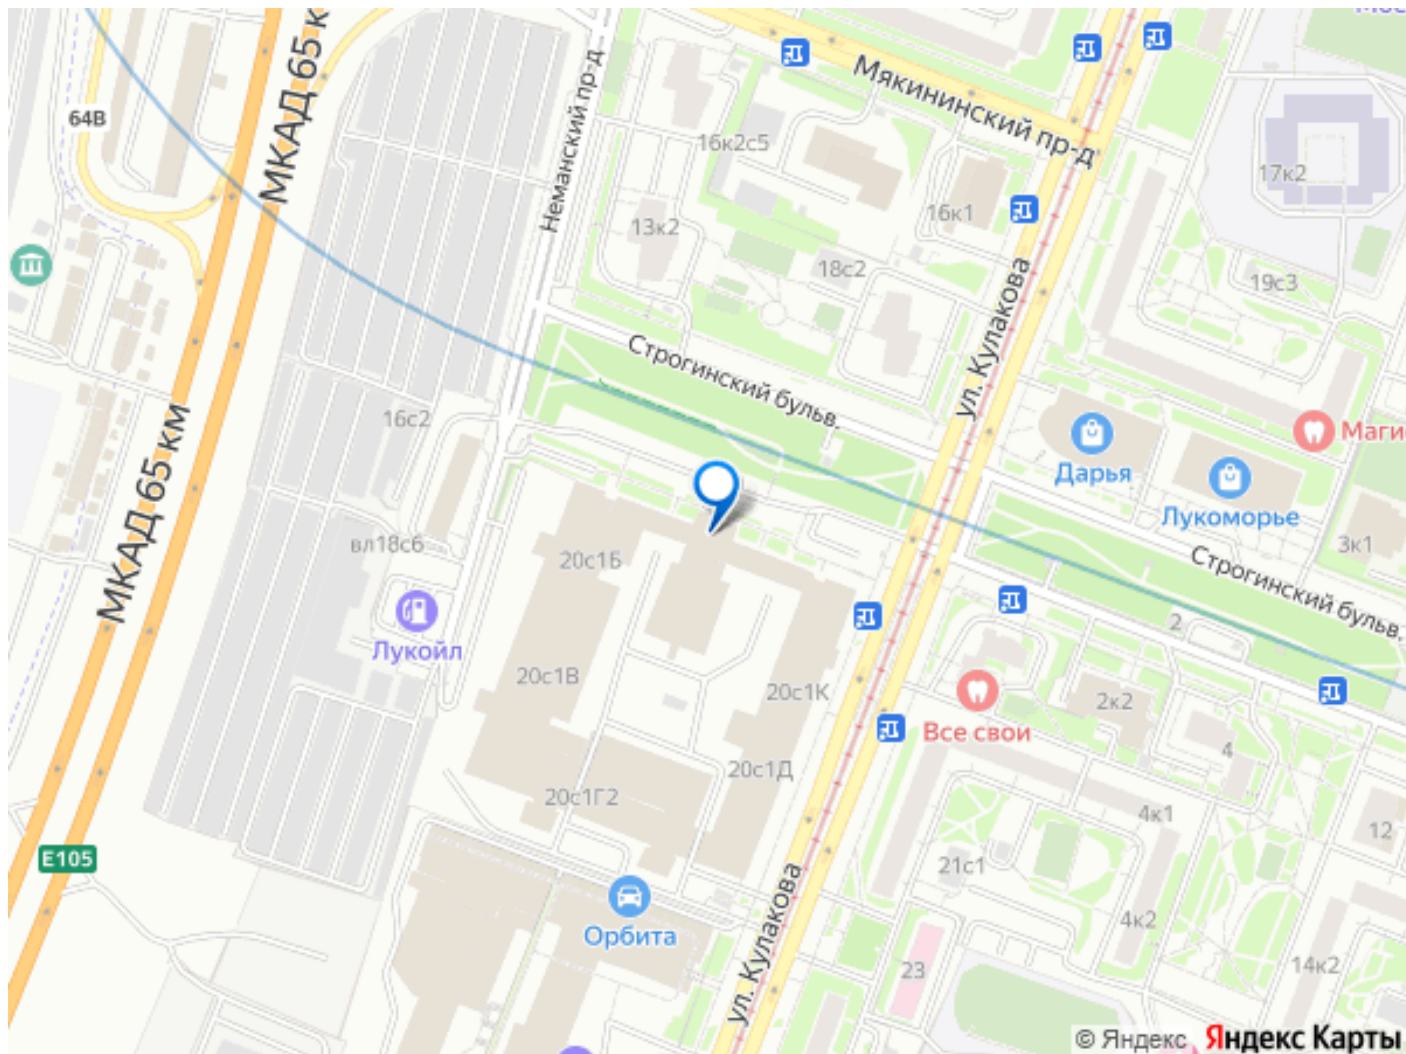 Мос
МКАД 65 к
64В
Неманский пр-д
Мякининский пр-д
16к2с5
17к2
16к1
13к2
18с2
19с3
ул. Кулакова
Строгинский бульв.
16с2
Маги
Дарья
Лукоморье
МКАД 65 км
вл18с6
20с1Б
3к1
Строгинский бульв.
2
Лукойл
20с1В
20с1К
2к2
Все свои
4
20с1Д
20с1Г2
4к1
12
Е105
21с1
ул. Кулакова
4к2
Орбита
23
14к2
© Яндекс Яндекс Карты